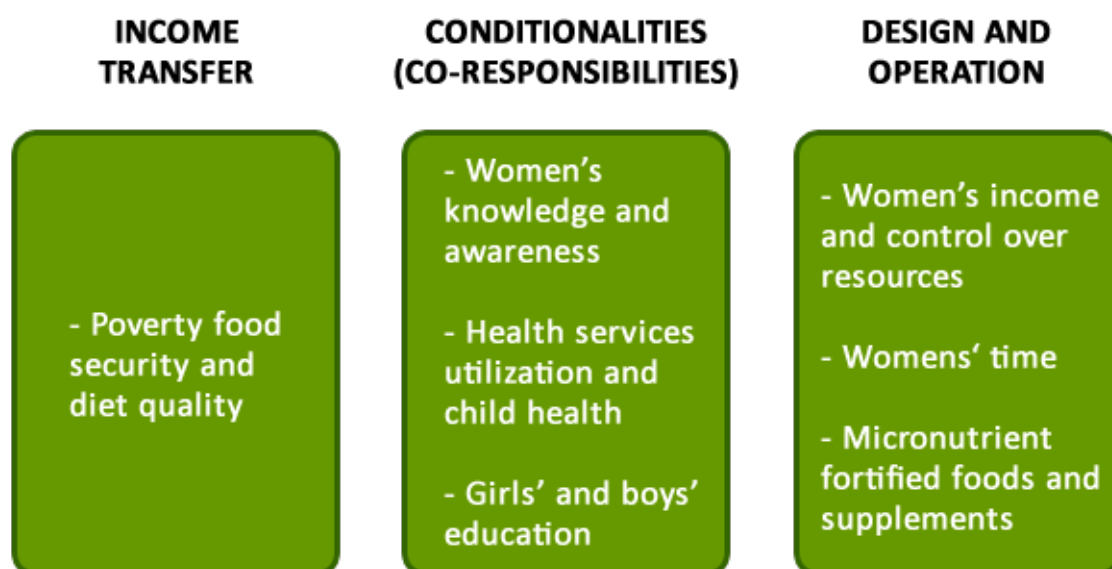 INCOME
TRANSFER
- Poverty food
security and
diet quality
CONDITIONALITIES
(CO-RESPONSIBILITIES)
- Women’s
knowledge and
awareness
- Health services
utilization and
child health
- Girls’ and boys’
education
DESIGN AND
OPERATION
- Women’s income
and control over
resources
- Womens‘ time
- Micronutrient
fortified foods and
supplements